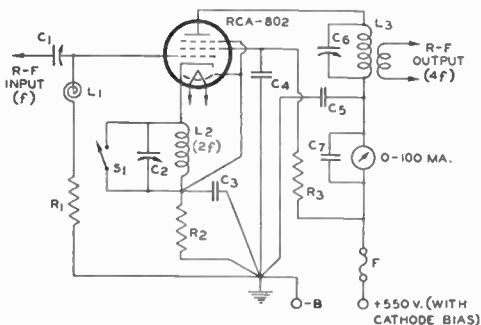 RCA-802
C1
R-F
INPUT
(f)
L1
C6
L3
R-F
OUTPUT
(4f)
C4
C5
L2
(2f)
S1
C2
C3
C7
0-100 MA.
R1
R2
R3
F
-B
+550 V. (WITH
CATHODE BIAS)